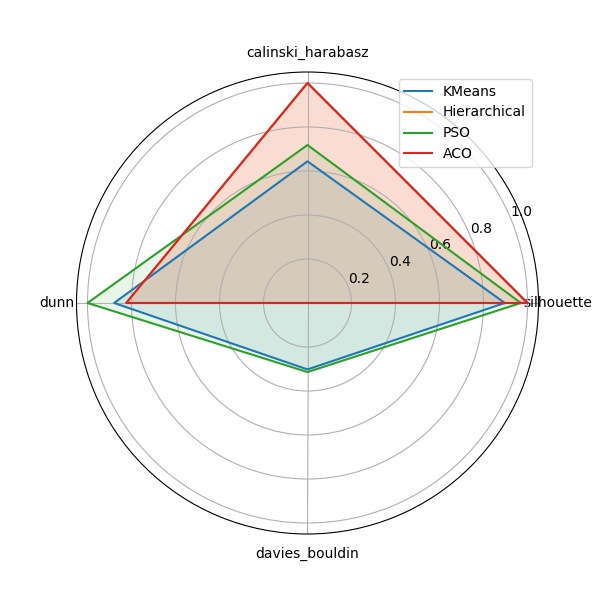 calinski_harabasz
KMeans
Hierarchical
PSO
ACO
1.0
0.8
0.6
0.4
0.2
dunn
silhouette
davies_bouldin